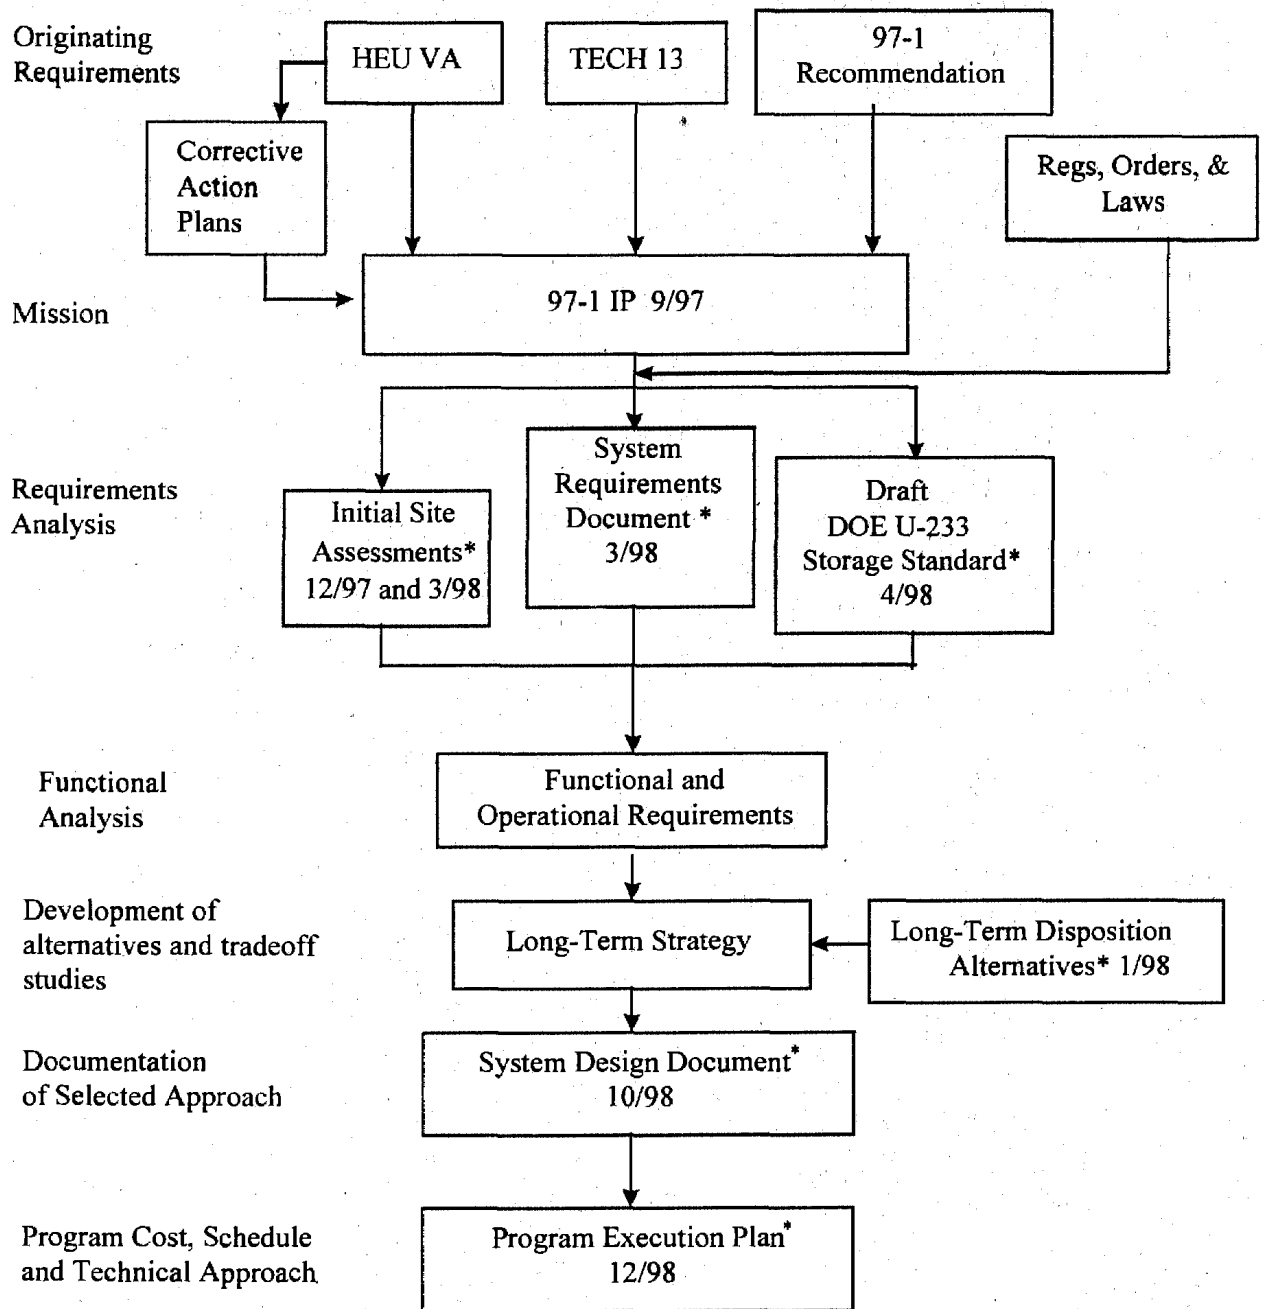 Originating
Requirements
HEU VA
TECH 13
97-1
Recommendation
Corrective
Action
Plans
Regs, Orders, &
Laws
Mission
97-1 IP 9/97
Requirements
Analysis
Initial Site
Assessments*
12/97 and 3/98
System
Requirements
Document *
3/98
Draft
DOE U-233
Storage Standard*
4/98
Functional
Analysis
Functional and
Operational Requirements
Development of
alternatives and tradeoff
studies
Long-Term Strategy
Long-Term Disposition
Alternatives* 1/98
Documentation
of Selected Approach
System Design Document*
10/98
Program Cost, Schedule
and Technical Approach
Program Execution Plan*
12/98